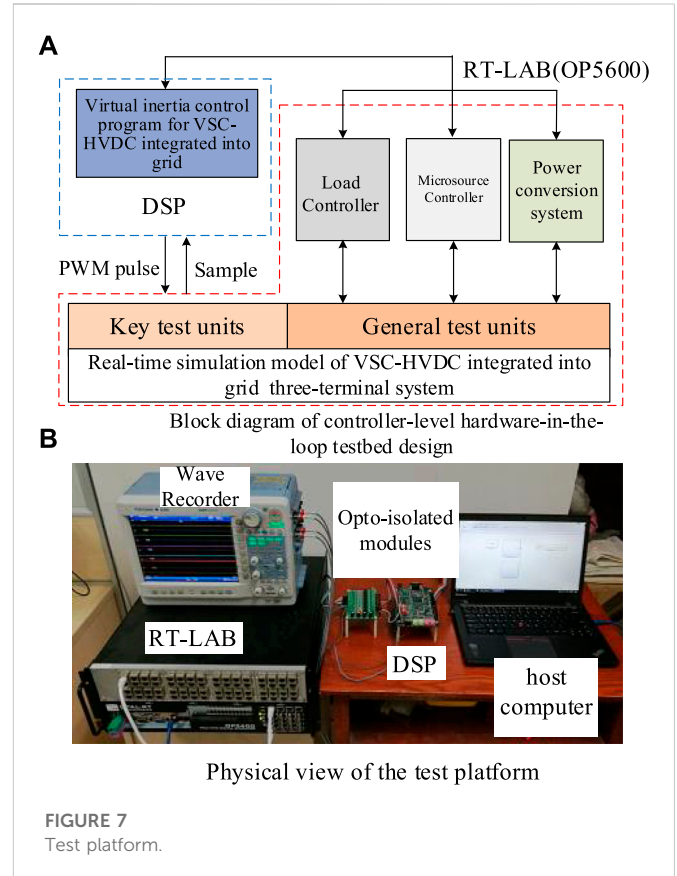 A
RT-LAB(OP5600)
Virtual inertia control
program for VSC-
HVDC integrated into
grid
DSP
Load
Controller
Microsource
Controller
Power
conversion
system
PWM pulse
Sample
Key test units
General test units
Real-time simulation model of VSC-HVDC integrated into
grid three-terminal system
Block diagram of controller-level hardware-in-the-
loop testbed design
B
Wave
Recorder
Opto-isolated
modules
RT-LAB
DSP
host
computer
Physical view of the test platform
FIGURE 7
Test platform.